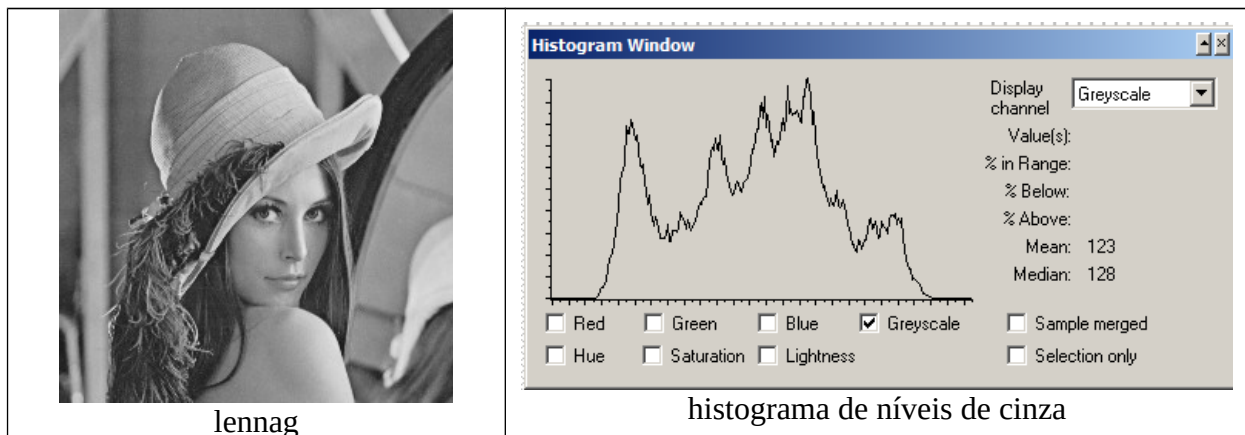 lennag
Histogram Window
Display channel Greyscale
Value(s):
% in Range:
% Below:
% Above:
Mean: 123
Median: 128
Red Green Blue Greyscale Sample merged
Hue Saturation Lightness Selection only
histograma de níveis de cinza